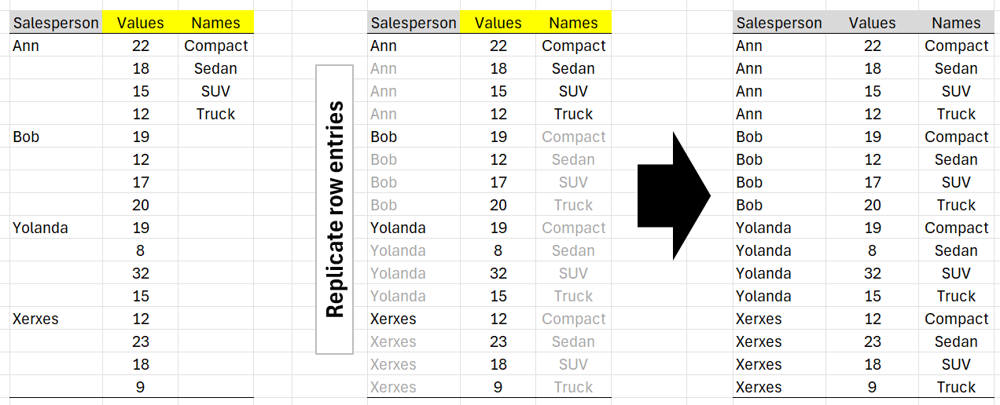 Salesperson Values Names Salesperson Values Names Salesperson Values Names
Ann 22 Compact Ann 22 Compact Ann 22 Compact
18 Sedan Ann 18 Sedan Ann 18 Sedan
15 SUV Ann 15 SUV Ann 15 SUV
12 Truck Ann 12 Truck Ann 12 Truck
Bob 19 Bob 19 Compact Bob 19 Compact
12 Bob 12 Sedan Bob 12 Sedan
17 Bob 17 SUV Bob 17 SUV
20 Bob 20 Truck Bob 20 Truck
Yolanda 19 Yolanda 19 Compact Yolanda 19 Compact
8 Yolanda 8 Sedan Yolanda 8 Sedan
32 Yolanda 32 SUV Yolanda 32 SUV
15 Yolanda 15 Truck Yolanda 15 Truck
Xerxes 12 Xerxes 12 Compact Xerxes 12 Compact
23 Xerxes 23 Sedan Xerxes 23 Sedan
18 Xerxes 18 SUV Xerxes 18 SUV
9 Xerxes 9 Truck Xerxes 9 Truck
Replicate row entries